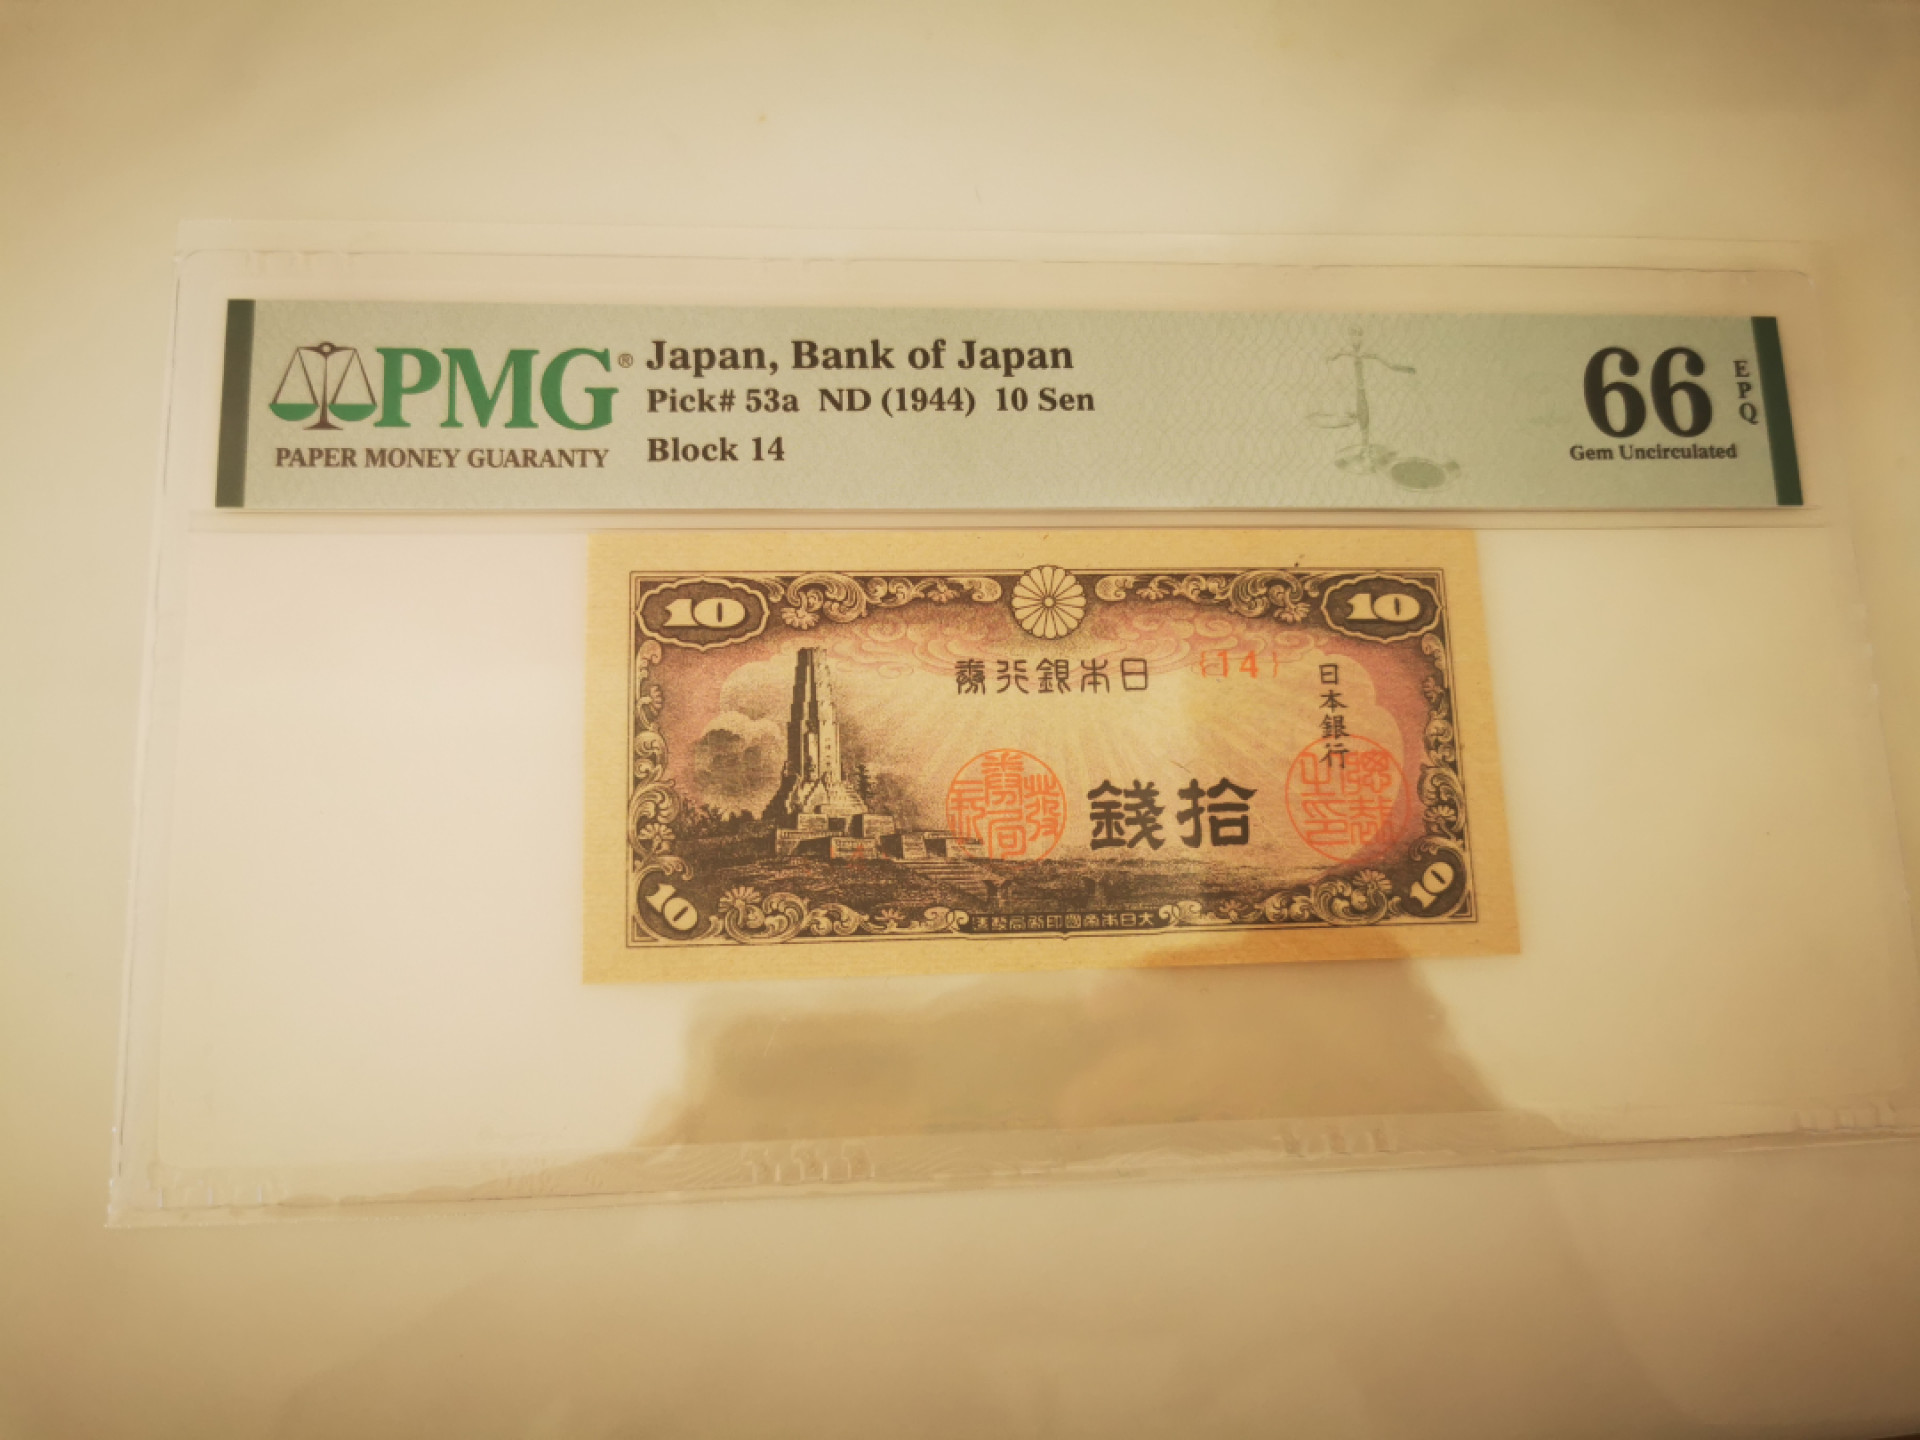 PMG®
PAPER MONEY GUARANTY
Japan, Bank of Japan
Pick# 53a ND (1944) 10 Sen
Block 14
66
EPQ
Gem Uncirculated
10
10
券行銀本日
{14}
日本銀行
錢拾
10
10
造製局刷印國帝本日大